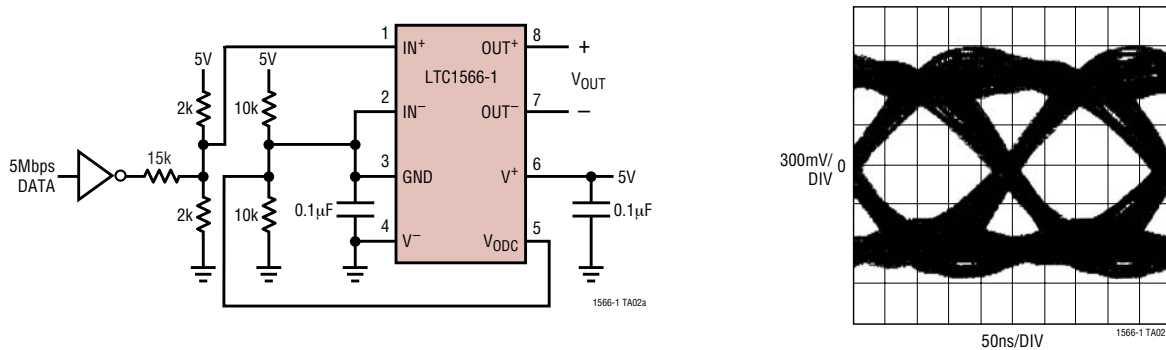 1
8
IN⁺
OUT⁺
+
5V
5V
LTC1566-1
V_OUT
2k
10k
2
7
IN⁻
OUT⁻
−
5Mbps
DATA
15k
3
6
GND
V⁺
5V
2k
10k
0.1µF
0.1µF
4
5
V⁻
V_ODC
1566-1 TA02a
300mV/
DIV
0
50ns/DIV
1566-1 TA02